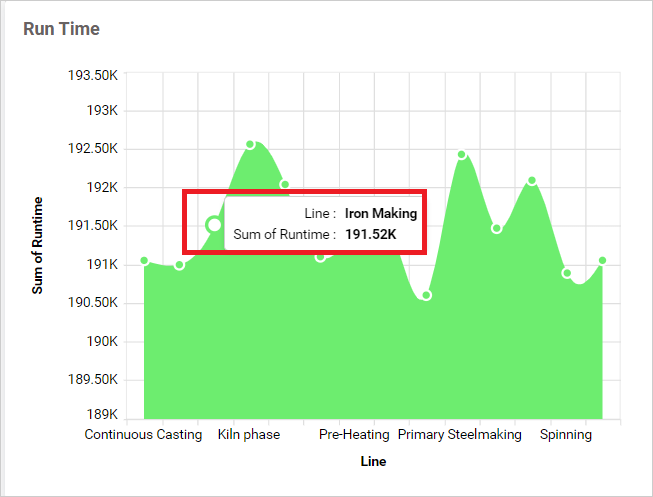 Run Time
193.50K
193K
192.50K
192K
191.50K
191K
190.50K
190K
189.50K
189K
Sum of Runtime
Line : Iron Making
Sum of Runtime : 191.52K
Continuous Casting Kiln phase Pre-Heating Primary Steelmaking Spinning
Line